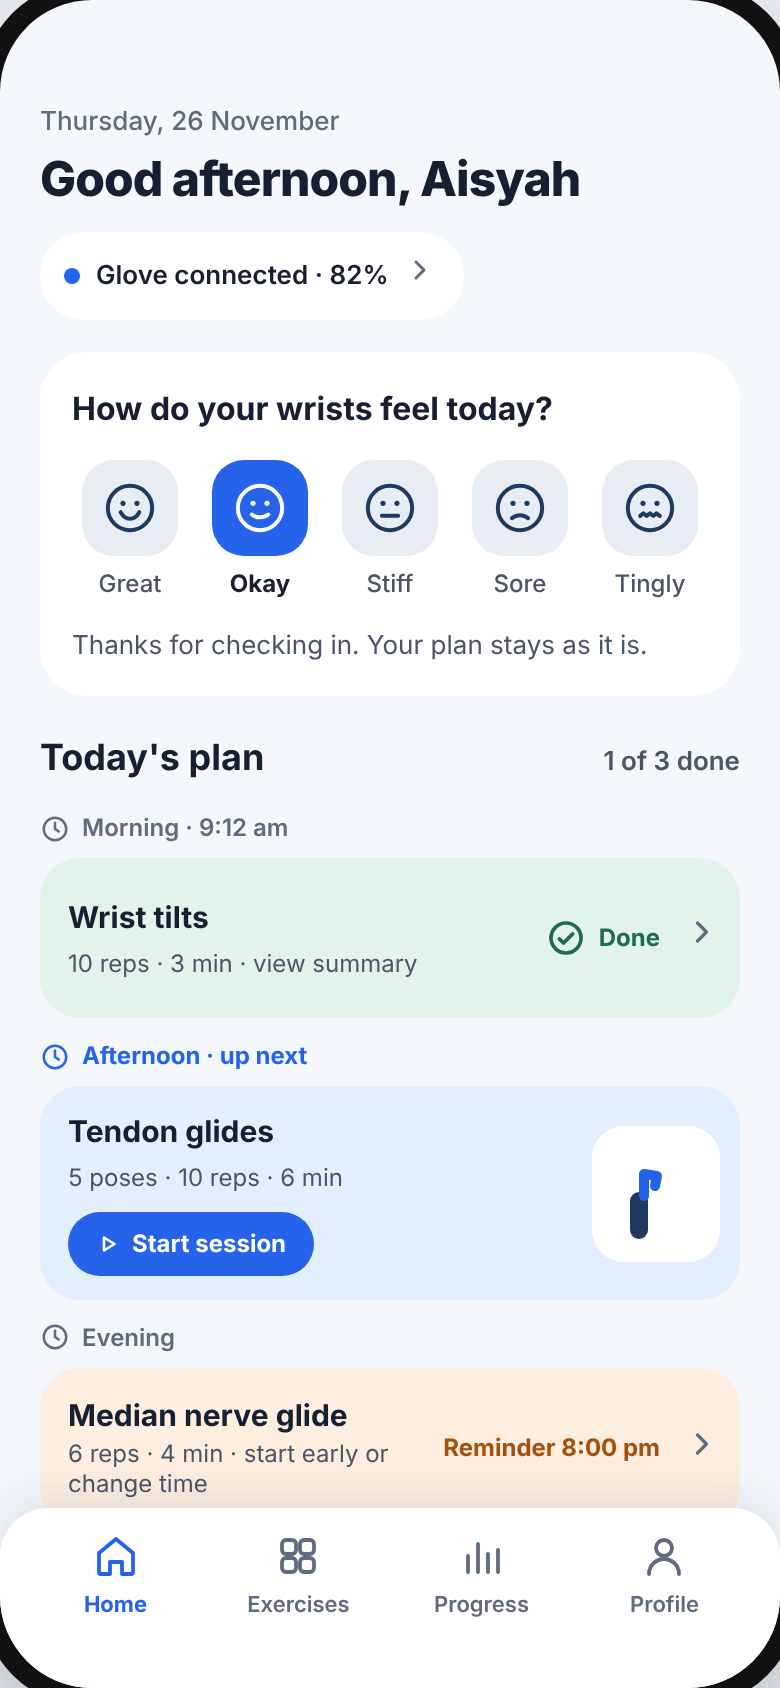 Thursday, 26 November
Good afternoon, Aisyah
Glove connected · 82%
How do your wrists feel today?
Great
Okay
Stiff
Sore
Tingly
Thanks for checking in. Your plan stays as it is.
Today's plan
1 of 3 done
Morning · 9:12 am
Wrist tilts
10 reps · 3 min · view summary
Done
Afternoon · up next
Tendon glides
5 poses · 10 reps · 6 min
Start session
Evening
Median nerve glide
6 reps · 4 min · start early or
change time
Reminder 8:00 pm
Home
Exercises
Progress
Profile